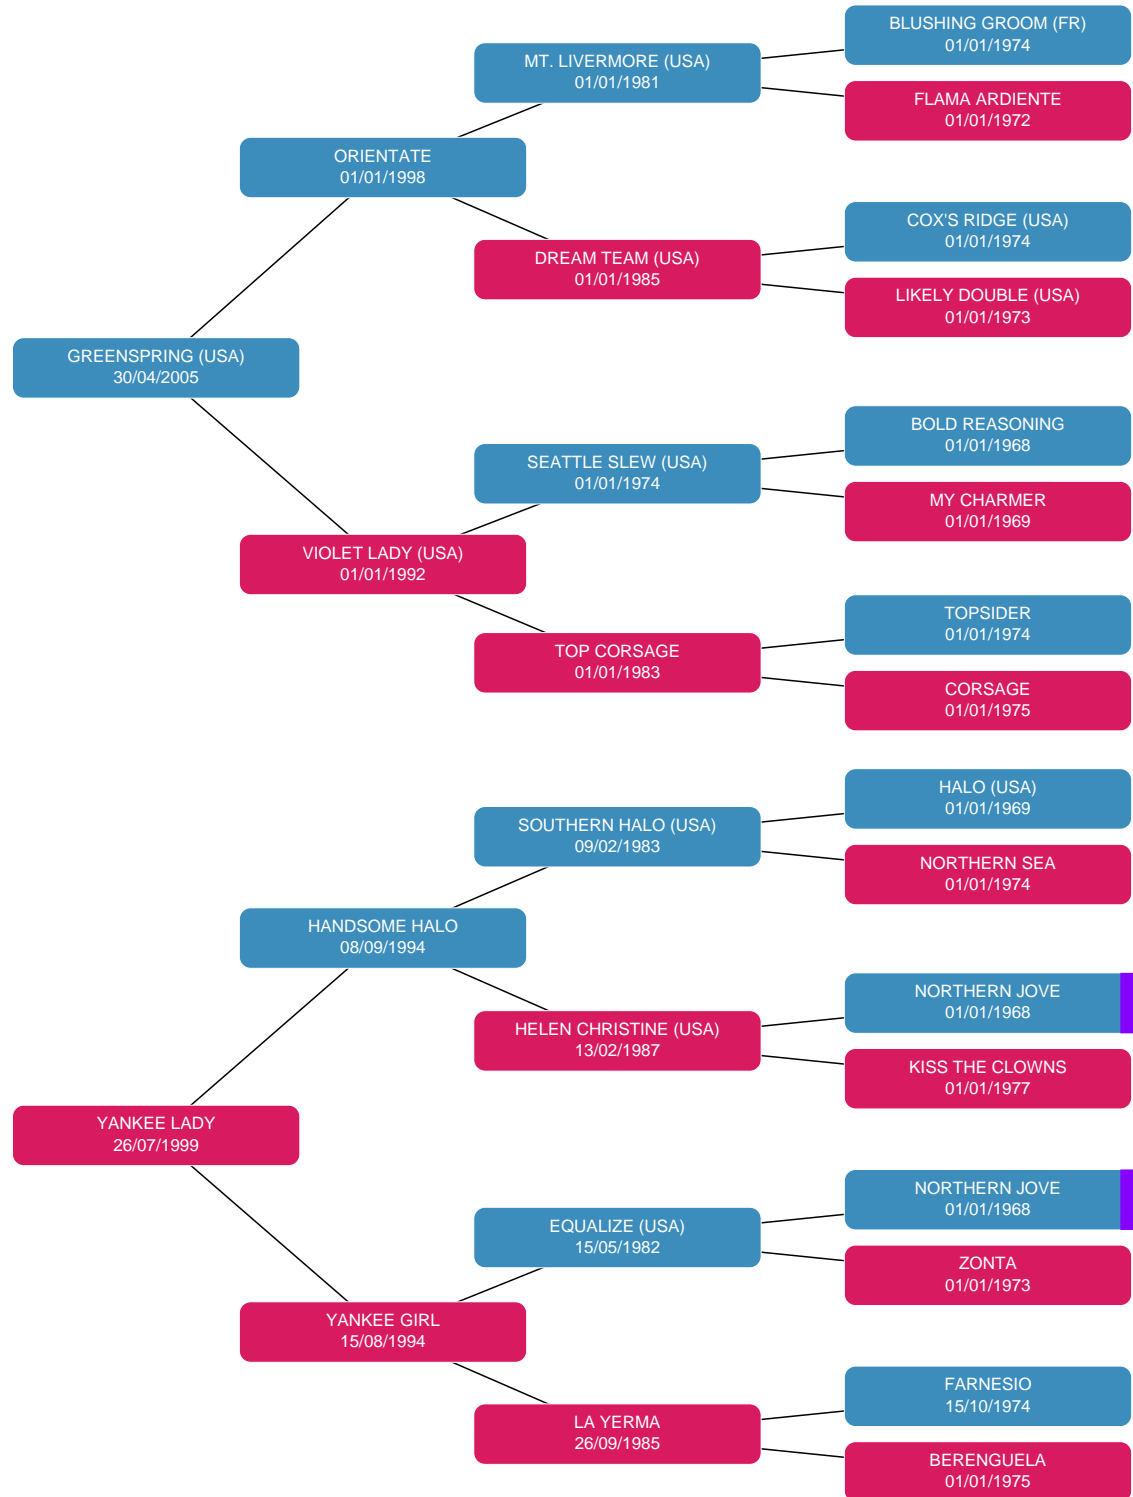 BLUSHING GROOM (FR)
01/01/1974
MT. LIVERMORE (USA)
01/01/1981
FLAMA ARDIENTE
01/01/1972
ORIENTATE
01/01/1998
COX'S RIDGE (USA)
01/01/1974
DREAM TEAM (USA)
01/01/1985
LIKELY DOUBLE (USA)
01/01/1973
GREENSPRING (USA)
30/04/2005
BOLD REASONING
01/01/1968
SEATTLE SLEW (USA)
01/01/1974
MY CHARMER
01/01/1969
VIOLET LADY (USA)
01/01/1992
TOPSIDER
01/01/1974
TOP CORSAGE
01/01/1983
CORSAGE
01/01/1975
HALO (USA)
01/01/1969
SOUTHERN HALO (USA)
09/02/1983
NORTHERN SEA
01/01/1974
HANDSOME HALO
08/09/1994
NORTHERN JOVE
01/01/1968
HELEN CHRISTINE (USA)
13/02/1987
KISS THE CLOWNS
01/01/1977
YANKEE LADY
26/07/1999
NORTHERN JOVE
01/01/1968
EQUALIZE (USA)
15/05/1982
ZONTA
01/01/1973
YANKEE GIRL
15/08/1994
FARNESIO
15/10/1974
LA YERMA
26/09/1985
BERENGUELA
01/01/1975